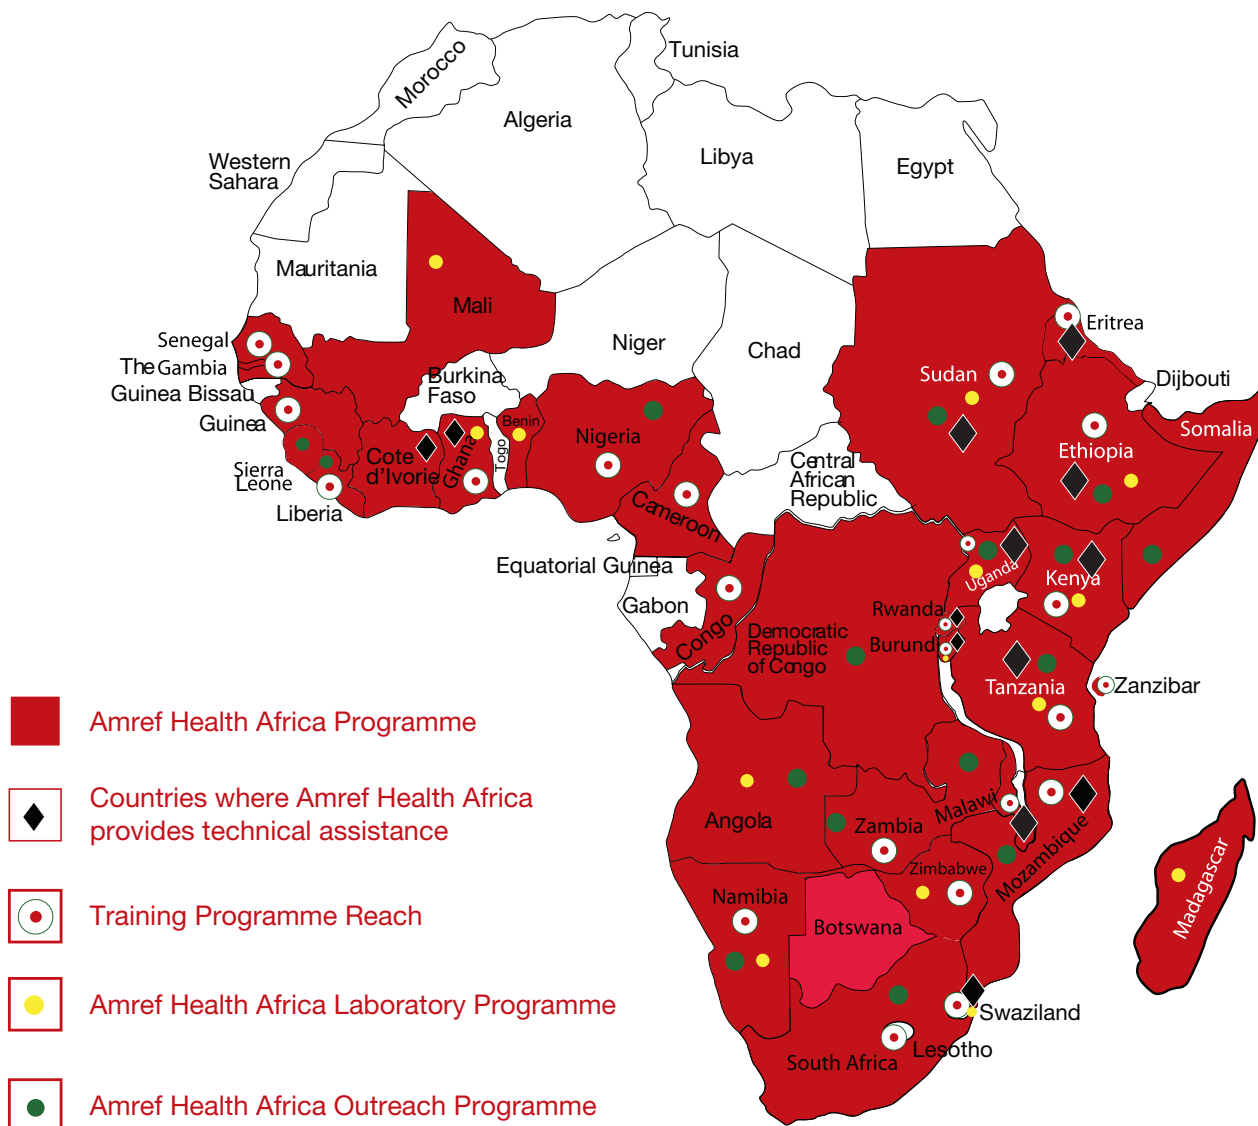 Tunisia
Morocco
Algeria
Libya
Egypt
Western
Sahara
Mauritania
Mali
Niger
Chad
Eritrea
Sudan
Dijbouti
Senegal
The Gambia
Guinea Bissau
Guinea
Sierra
Leone
Liberia
Burkina
Faso
Cote
d'Ivorie
Ghana
Togo
Benin
Nigeria
Cameroon
Central
African
Republic
Ethiopia
Somalia
Equatorial Guinea
Gabon
Congo
Democratic
Republic
of Congo
Uganda
Kenya
Rwanda
Burundi
Tanzania
Zanzibar
Angola
Zambia
Malawi
Mozambique
Zimbabwe
Namibia
Botswana
Madagascar
Swaziland
Lesotho
South Africa
Amref Health Africa Programme
Countries where Amref Health Africa
provides technical assistance
Training Programme Reach
Amref Health Africa Laboratory Programme
Amref Health Africa Outreach Programme